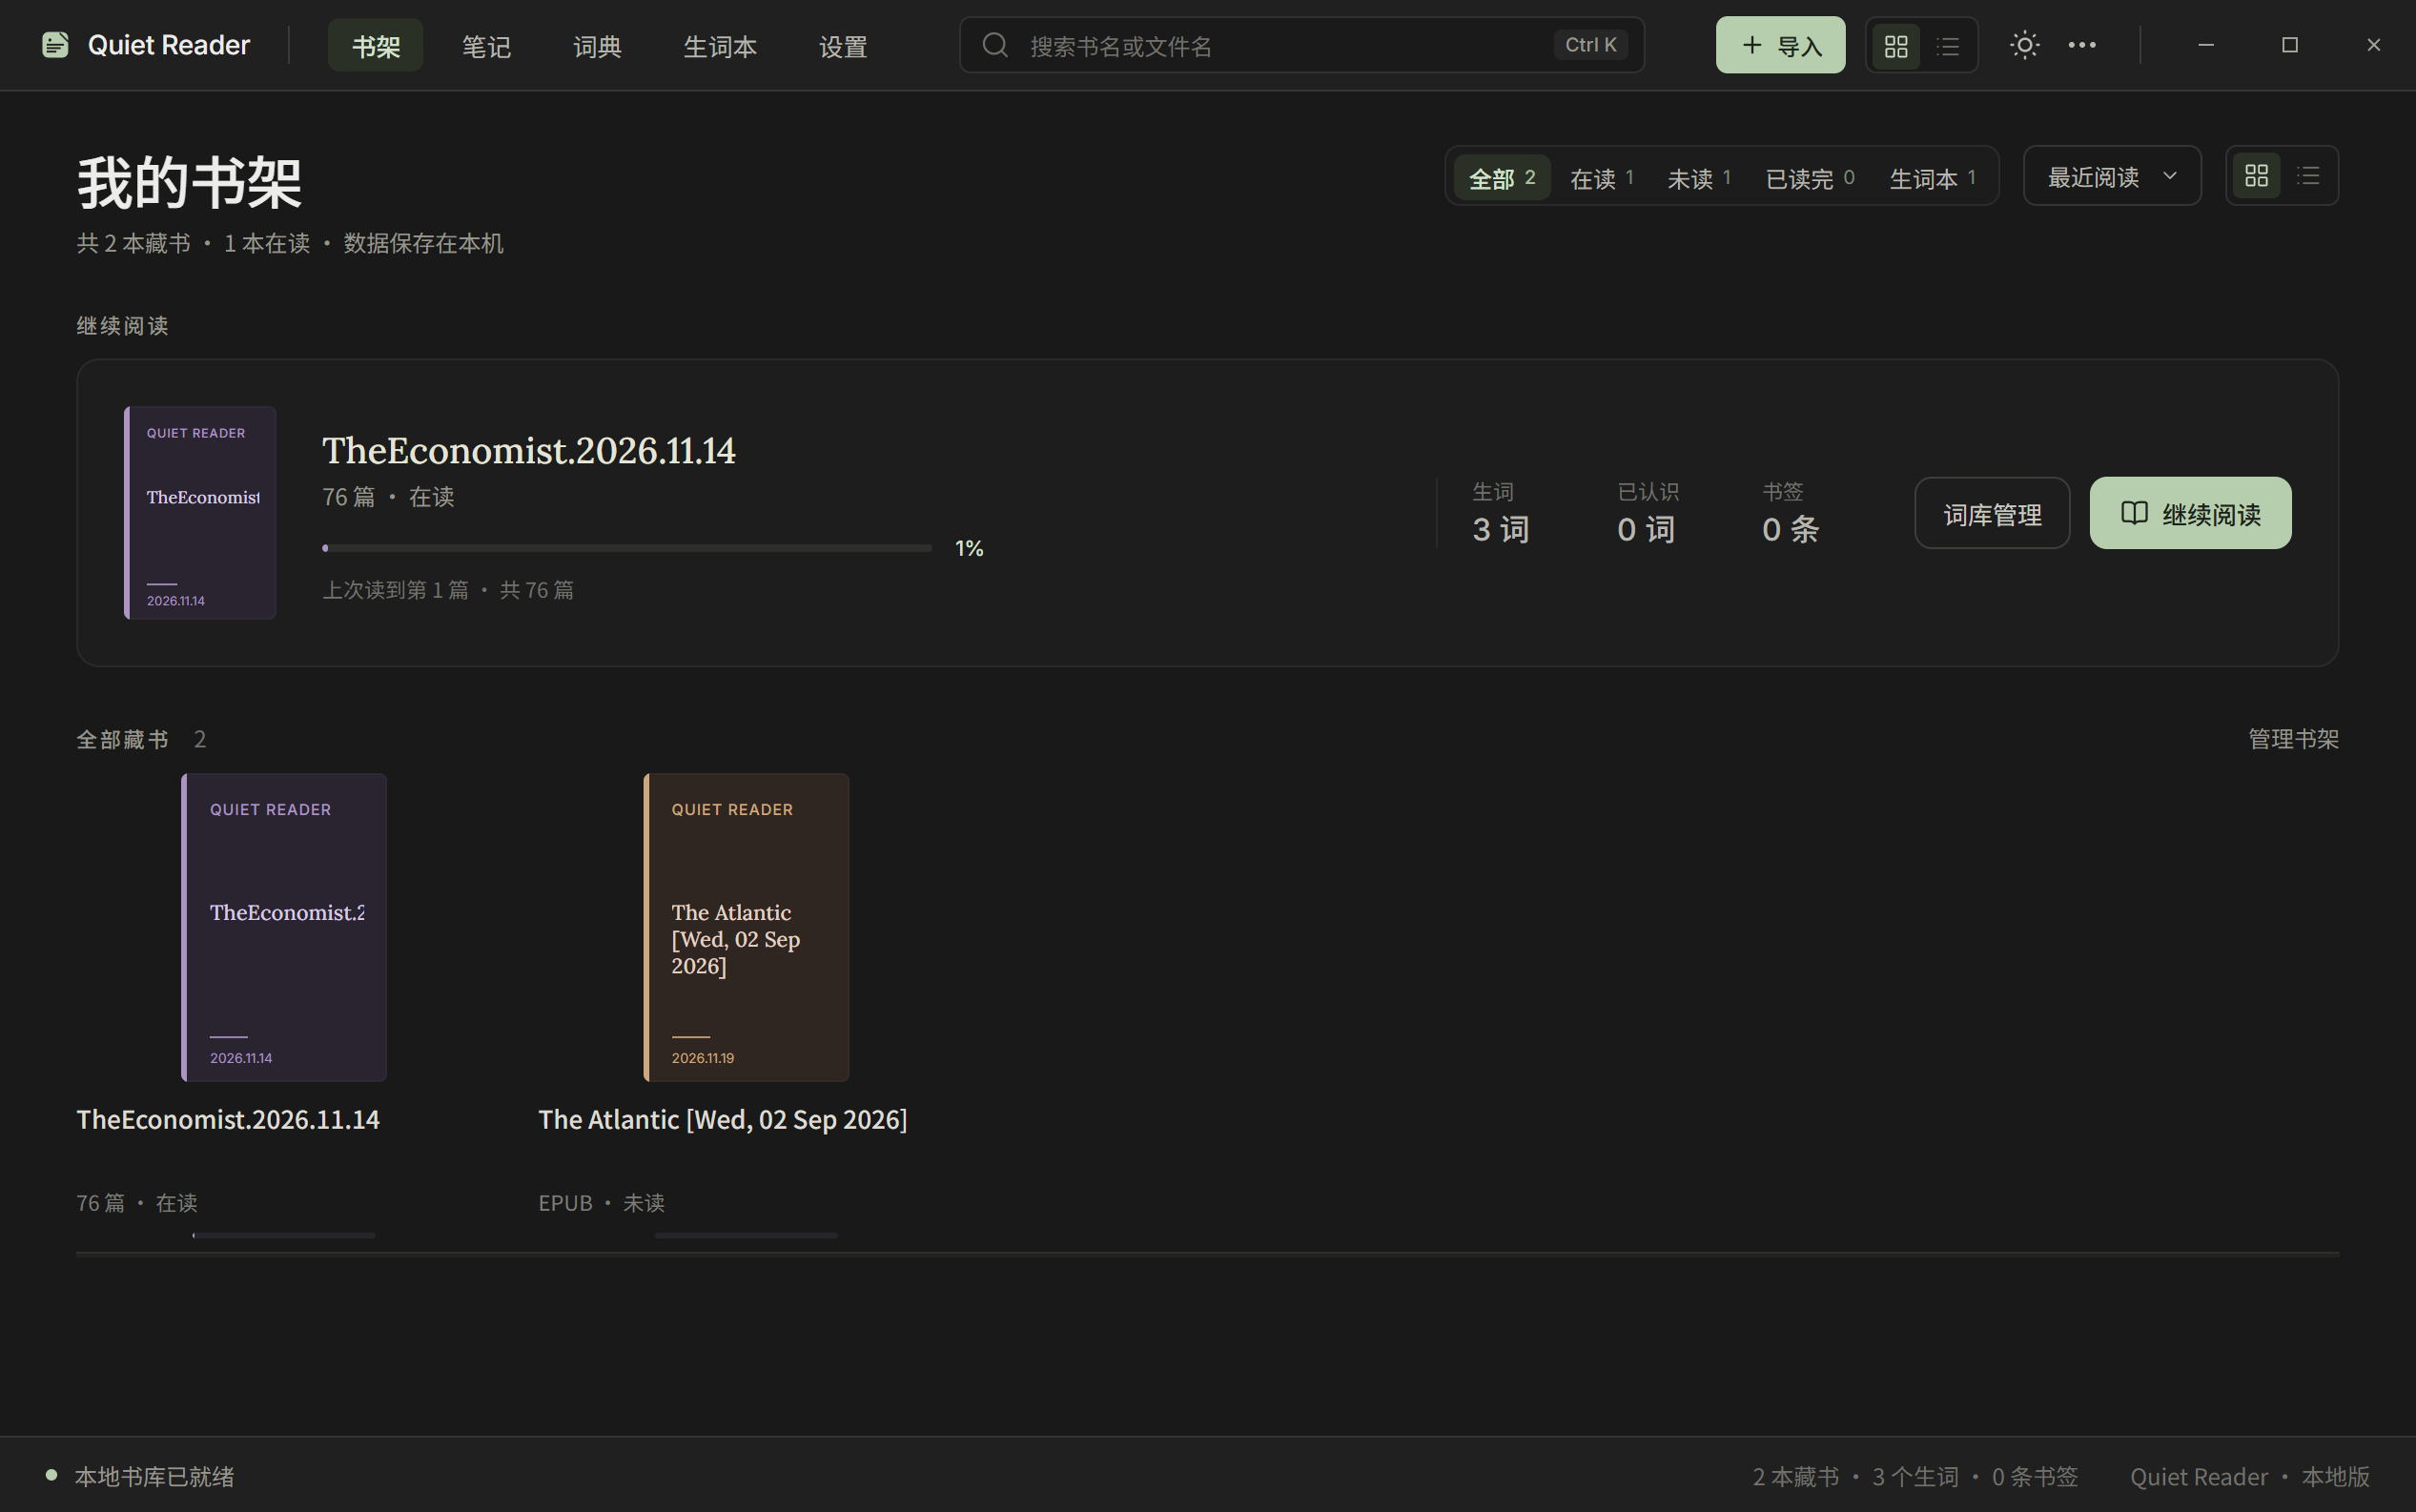 Quiet Reader 书架 笔记 词典 生词本 设置 搜索书名或文件名 Ctrl K 导入
我的书架 全部 2 在读 1 未读 1 已读完 0 生词本 1 最近阅读
共 2 本藏书 · 1 本在读 · 数据保存在本机
继续阅读
QUIET READER
TheEconomist
2026.11.14
TheEconomist.2026.11.14
76 篇 · 在读
1%
上次读到第 1 篇 · 共 76 篇
生词 已认识 书签
3 词 0 词 0 条
词库管理 继续阅读
全部藏书 2 管理书架
QUIET READER
TheEconomist.2
2026.11.14
TheEconomist.2026.11.14
76 篇 · 在读
QUIET READER
The Atlantic
[Wed, 02 Sep
2026]
2026.11.19
The Atlantic [Wed, 02 Sep 2026]
EPUB · 未读
本地书库已就绪 2 本藏书 · 3 个生词 · 0 条书签 Quiet Reader · 本地版